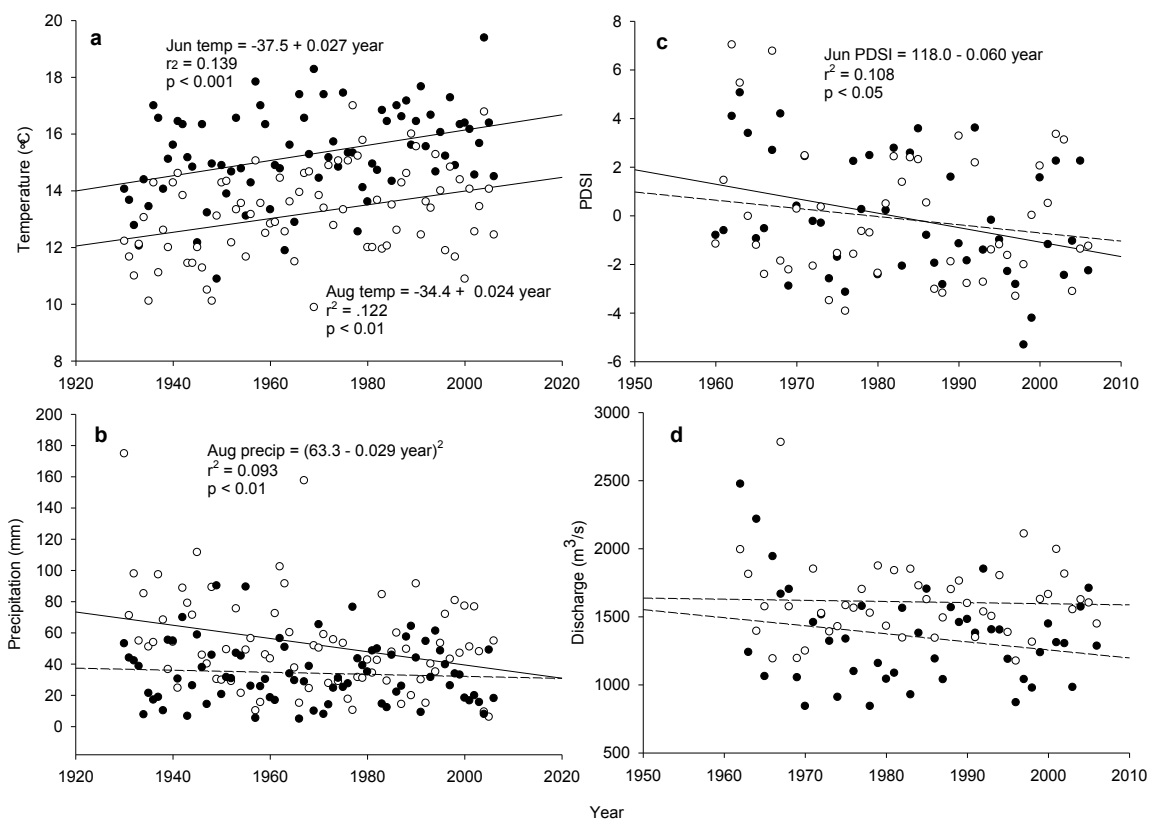 a
Jun temp = -37.5 + 0.027 year
r2 = 0.139
p < 0.001
Aug temp = -34.4 + 0.024 year
r² = .122
p < 0.01
Temperature (ºC)
20
18
16
14
12
10
8
1920
1940
1960
1980
2000
2020
c
Jun PDSI = 118.0 - 0.060 year
r² = 0.108
p < 0.05
PDSI
8
6
4
2
0
-2
-4
-6
1950
1960
1970
1980
1990
2000
2010
b
Aug precip = (63.3 - 0.029 year)²
r² = 0.093
p < 0.01
Precipitation (mm)
200
180
160
140
120
100
80
60
40
20
0
1920
1940
1960
1980
2000
2020
d
Discharge (m³/s)
3000
2500
2000
1500
1000
500
1950
1960
1970
1980
1990
2000
2010
Year